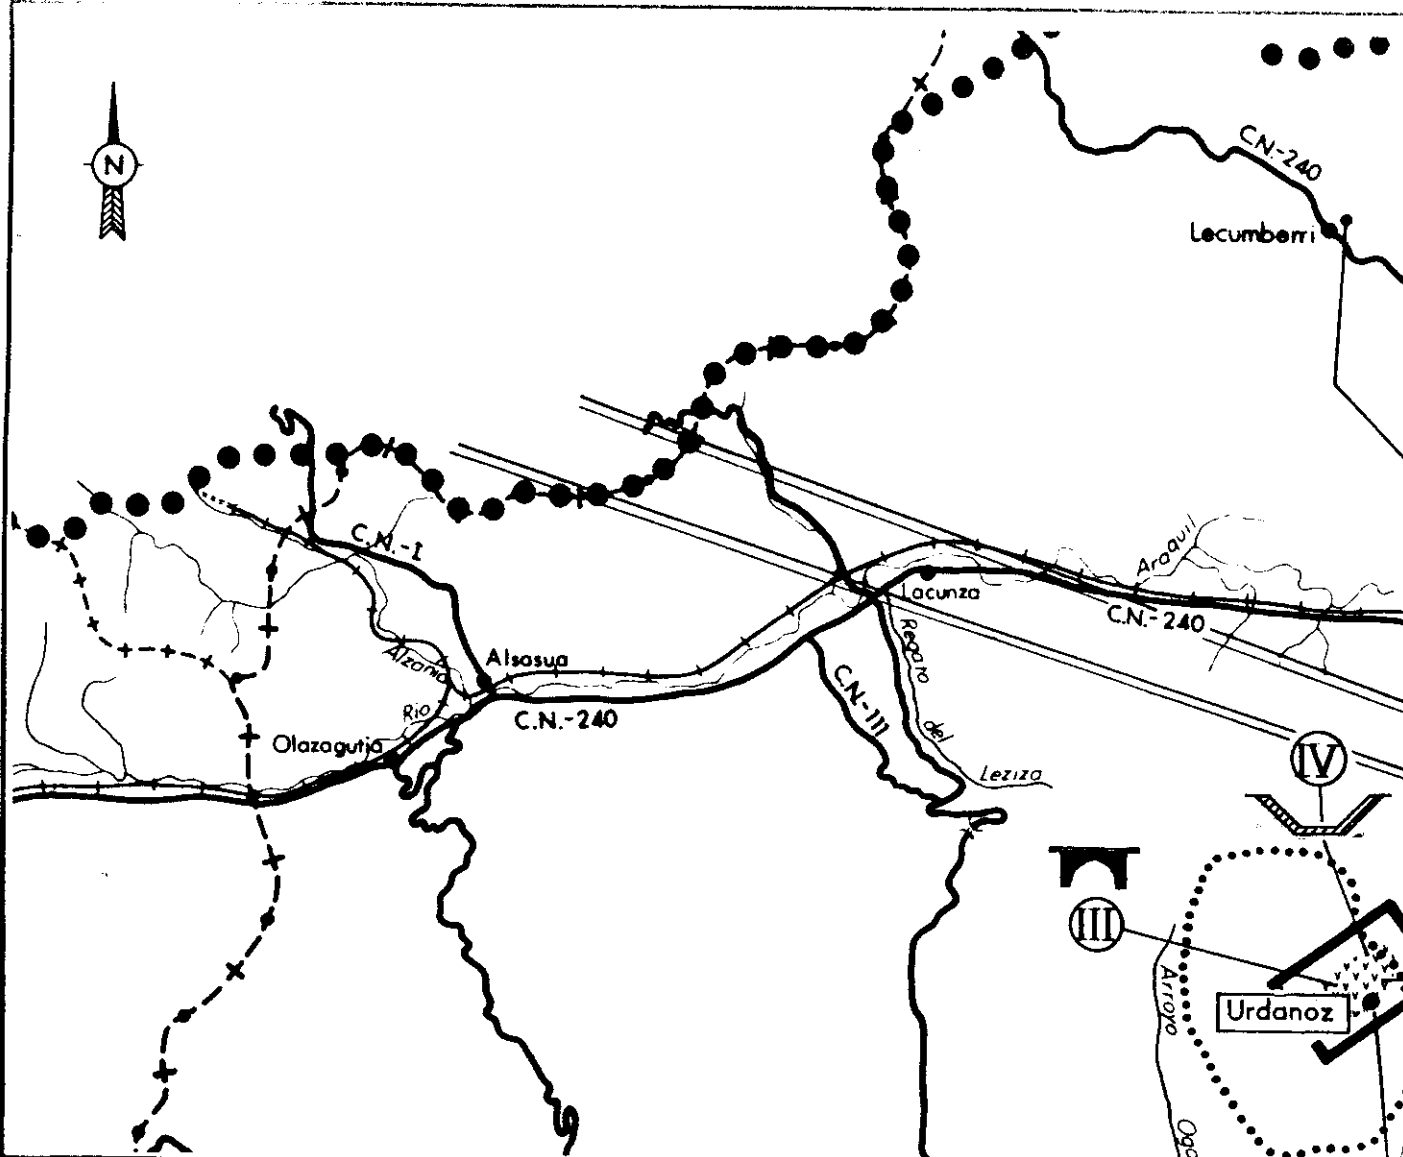 N
C.N.-240
Lecumberri
C.N.-I
Araquil
Lacunza
C.N.-240
Regato
del
Leziza
Alzania
Alsasua
Rio
C.N.-240
C.N-III
Olazagutia
IV
III
Urdanoz
Arroyo